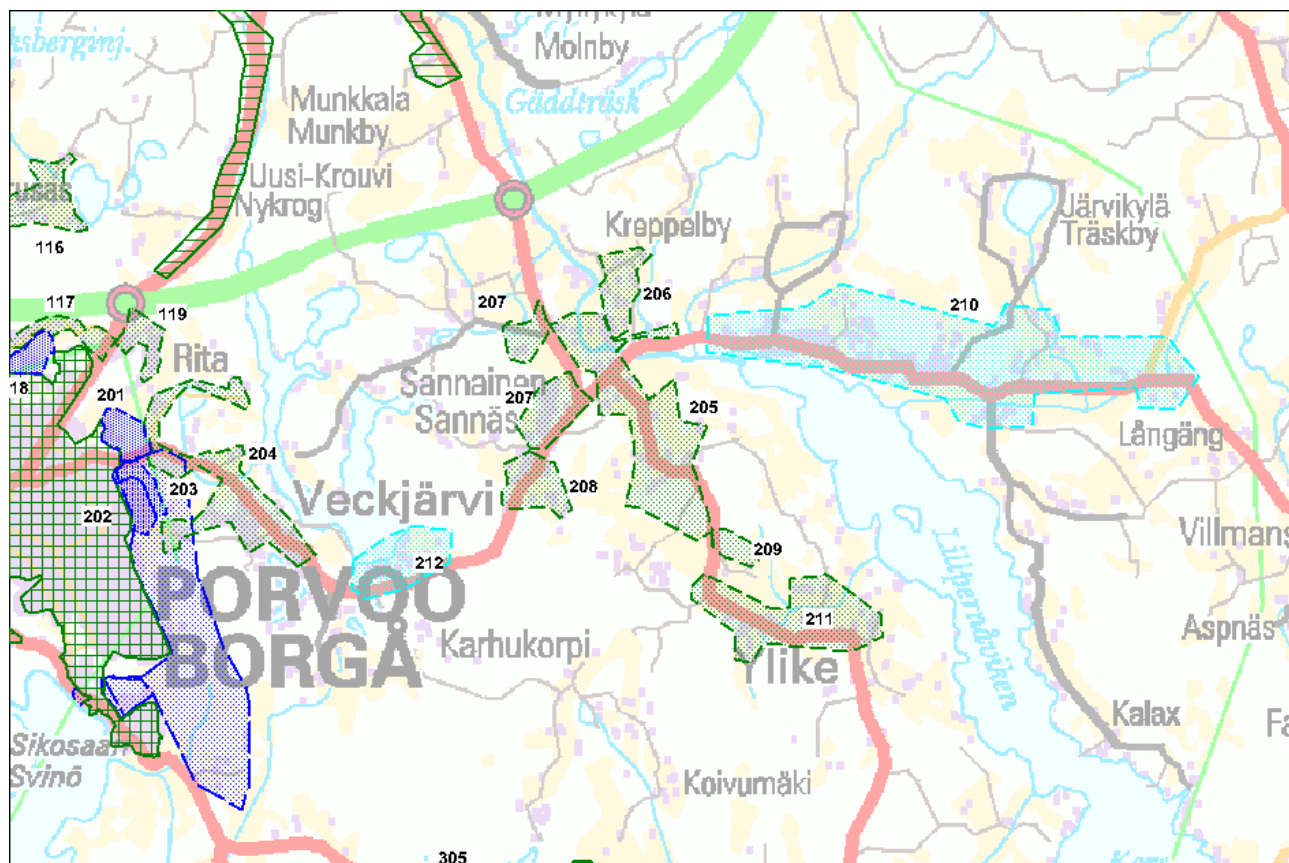 Molnby
Gäddträsk
Munkkala
Munkby
Uusi-Krouvi
Nykrog
Kreppelby
Järvikylä
Träskby
116
117
119
207
206
210
Rita
18
201
Sannainen
Sannäs
207
205
Långäng
204
203
202
Veckjärvi
208
212
209
Lillpernåviken
PORVOO
BORGÅ
Karhukorpi
211
Ylike
Aspnäs
Kalax
Svinö
Koivumäki
305